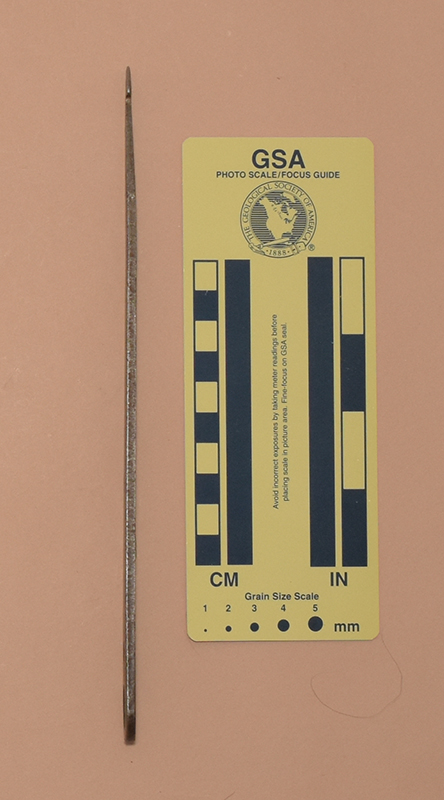 GSA
PHOTO SCALE/FOCUS GUIDE
THE GEOLOGICAL SOCIETY OF AMERICA
·1888·
®
Avoid incorrect exposures by taking meter readings before
placing scale in picture area. Fine-focus on GSA seal.
CM
IN
Grain Size Scale
1 2 3 4 5
mm